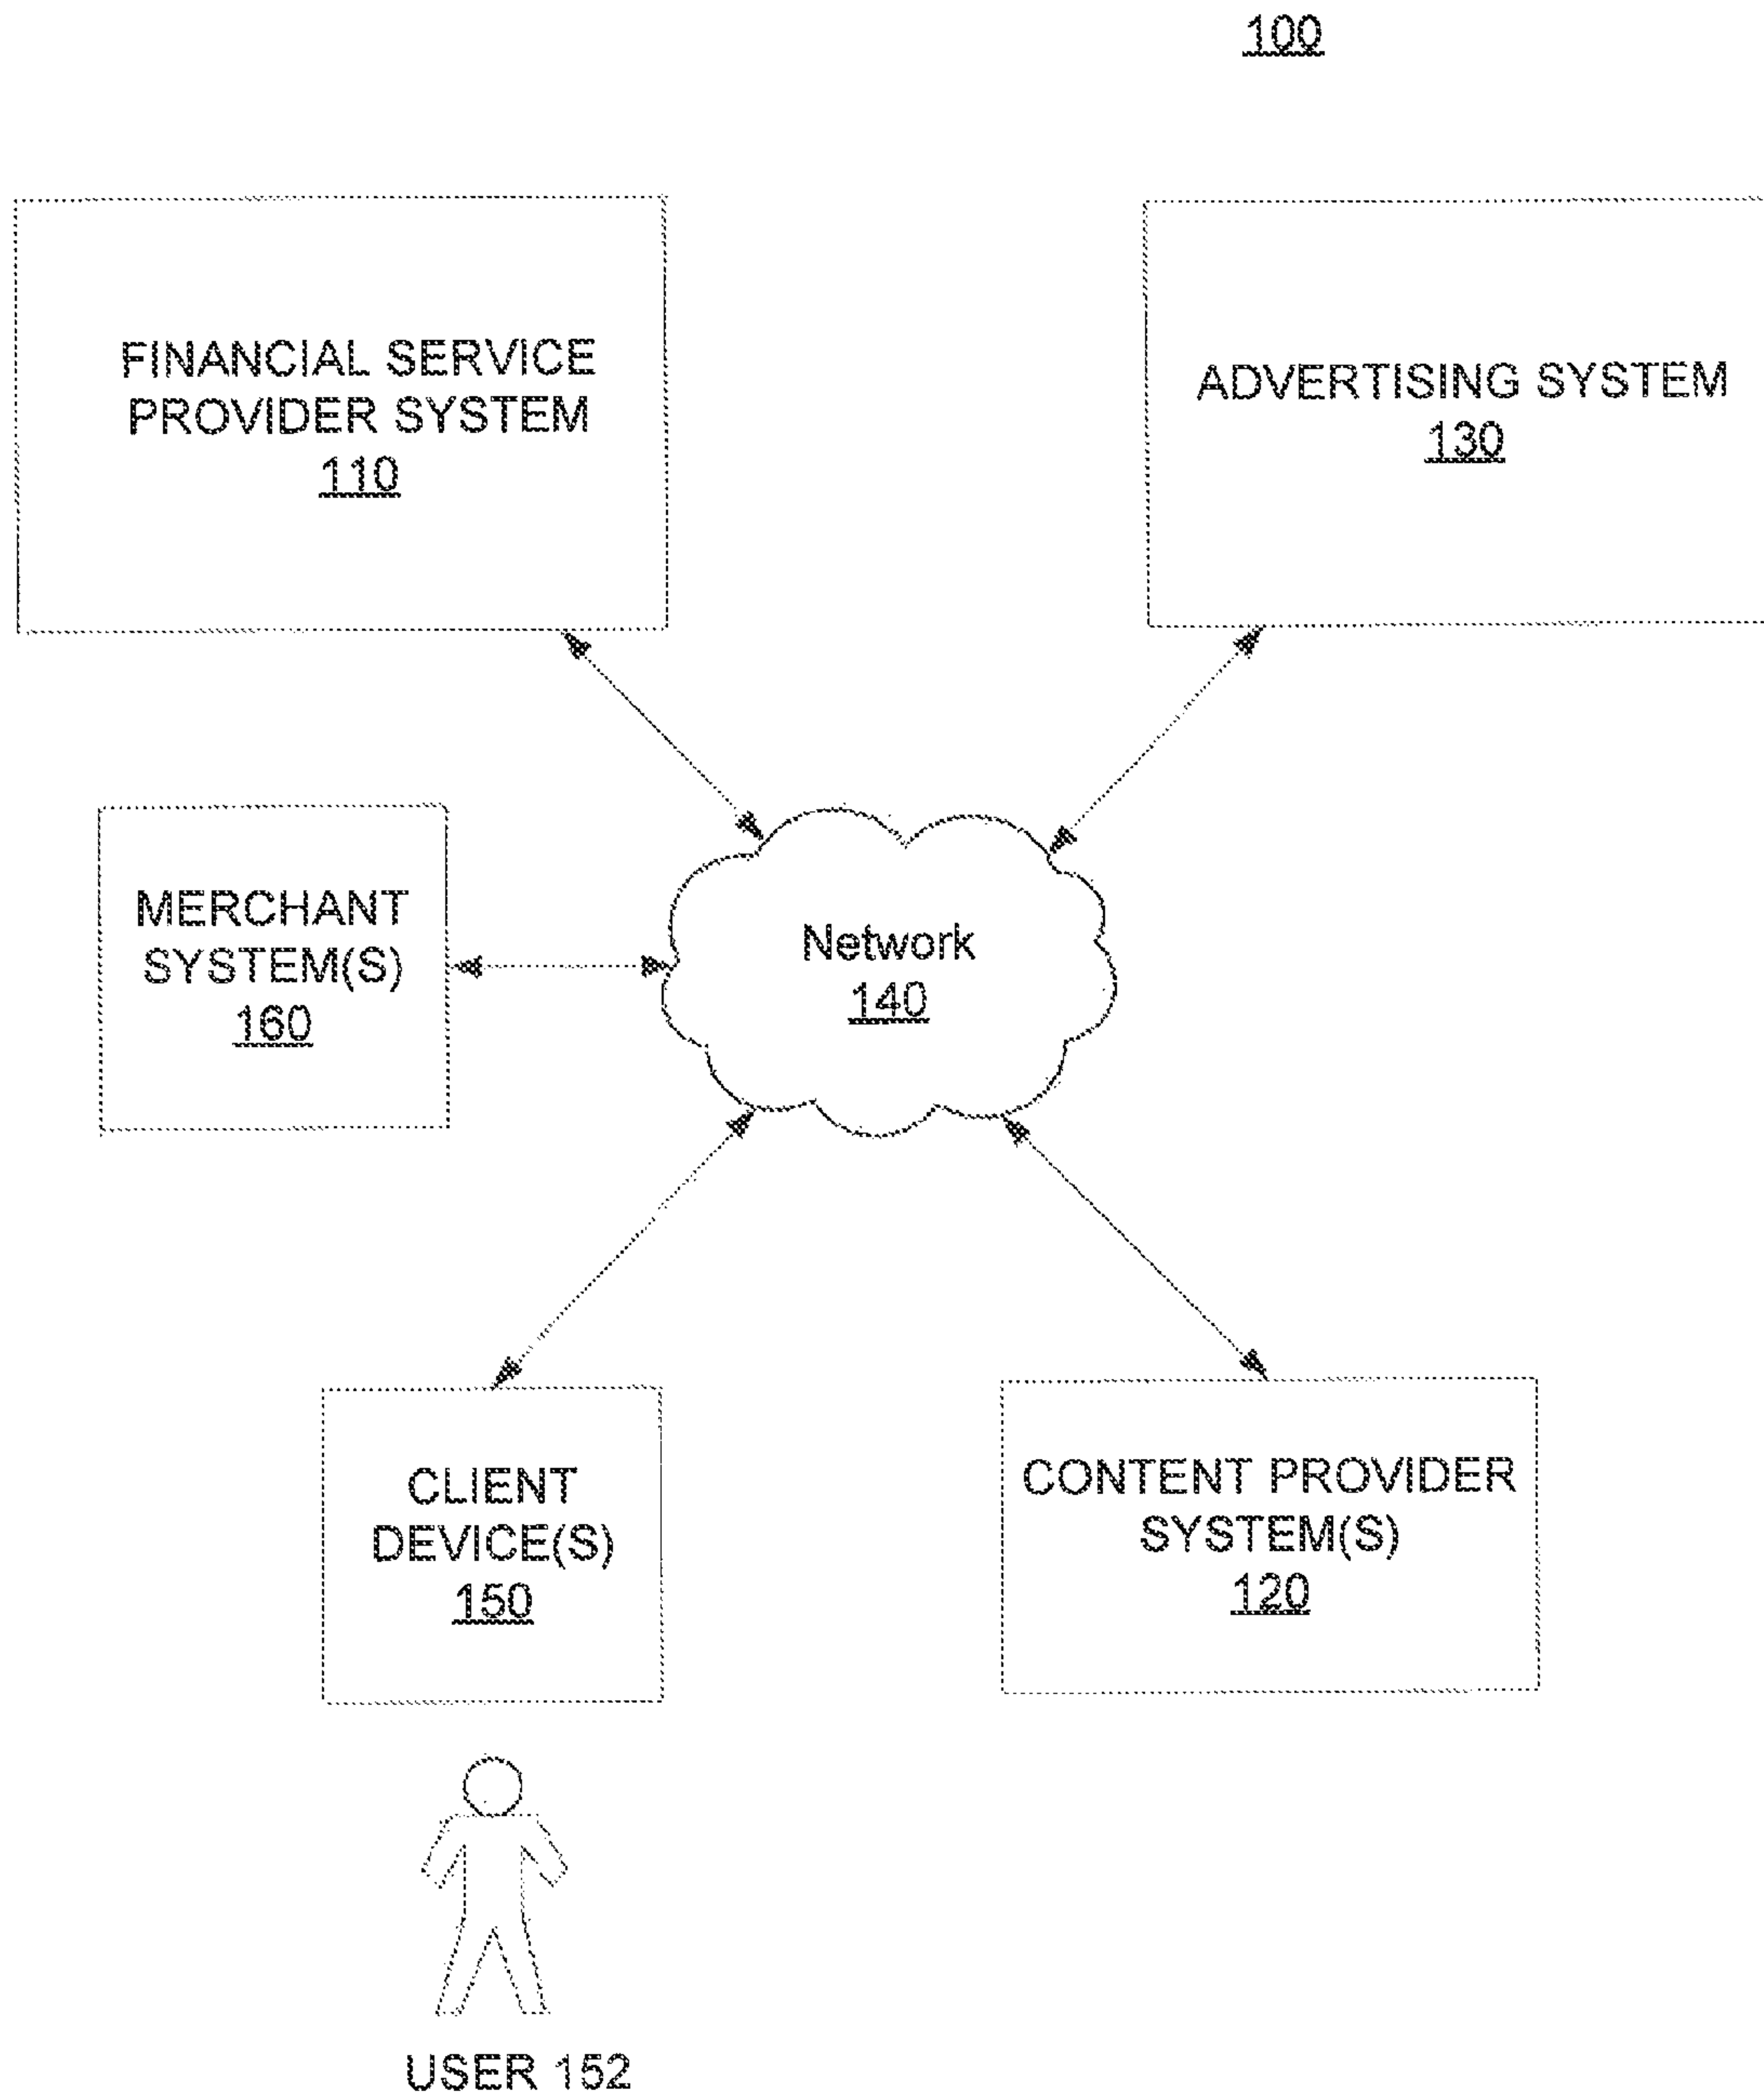 100
FINANCIAL SERVICE
PROVIDER SYSTEM
110
ADVERTISING SYSTEM
130
MERCHANT
SYSTEM(S)
160
Network
140
CLIENT
DEVICE(S)
150
CONTENT PROVIDER
SYSTEM(S)
120
USER 152